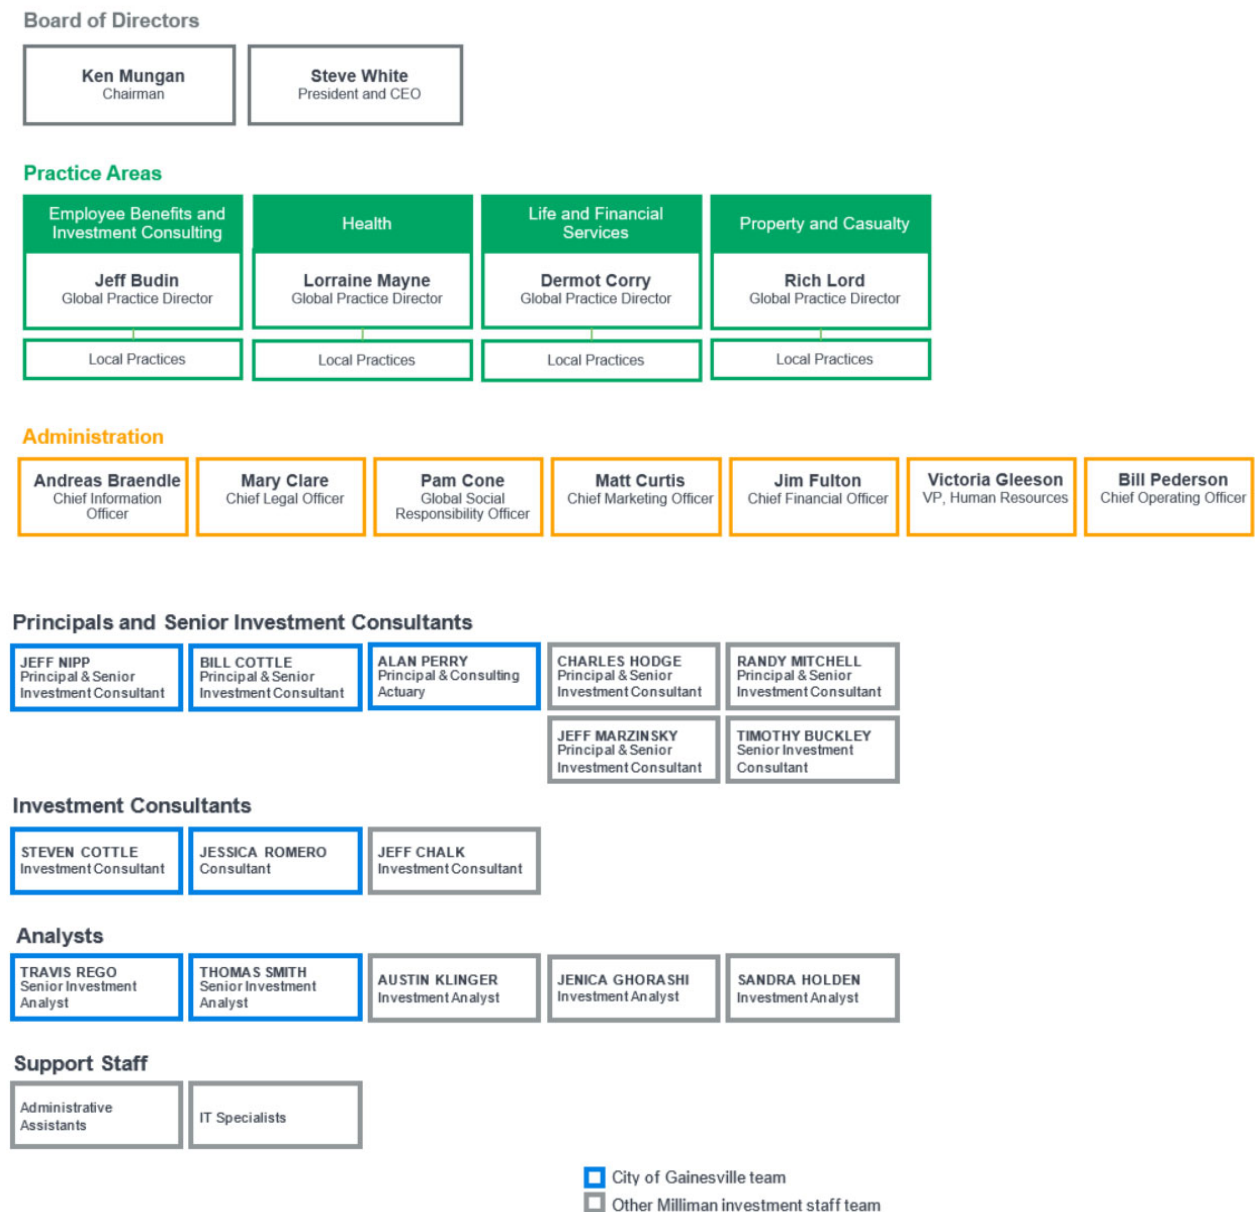 Board of Directors
Ken Mungan
Chairman
Steve White
President and CEO
Practice Areas
Employee Benefits and
Investment Consulting
Jeff Budin
Global Practice Director
Local Practices
Health
Lorraine Mayne
Global Practice Director
Local Practices
Life and Financial
Services
Dermot Corry
Global Practice Director
Local Practices
Property and Casualty
Rich Lord
Global Practice Director
Local Practices
Administration
Andreas Braendle
Chief Information
Officer
Mary Clare
Chief Legal Officer
Pam Cone
Global Social
Responsibility Officer
Matt Curtis
Chief Marketing Officer
Jim Fulton
Chief Financial Officer
Victoria Gleeson
VP, Human Resources
Bill Pederson
Chief Operating Officer
Principals and Senior Investment Consultants
JEFF NIPP
Principal & Senior
Investment Consultant
BILL COTTLE
Principal & Senior
Investment Consultant
ALAN PERRY
Principal & Consulting
Actuary
CHARLES HODGE
Principal & Senior
Investment Consultant
RANDY MITCHELL
Principal & Senior
Investment Consultant
JEFF MARZINSKY
Principal & Senior
Investment Consultant
TIMOTHY BUCKLEY
Senior Investment
Consultant
Investment Consultants
STEVEN COTTLE
Investment Consultant
JESSICA ROMERO
Consultant
JEFF CHALK
Investment Consultant
Analysts
TRAVIS REGO
Senior Investment
Analyst
THOMAS SMITH
Senior Investment
Analyst
AUSTIN KLINGER
Investment Analyst
JENICA GHORASHI
Investment Analyst
SANDRA HOLDEN
Investment Analyst
Support Staff
Administrative
Assistants
IT Specialists
City of Gainesville team
Other Milliman investment staff team